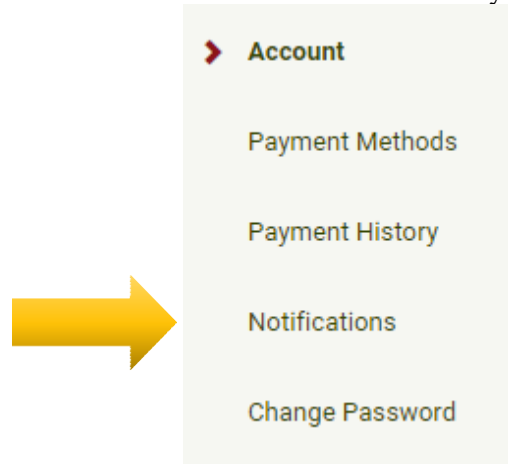 Account
Payment Methods
Payment History
Notifications
Change Password